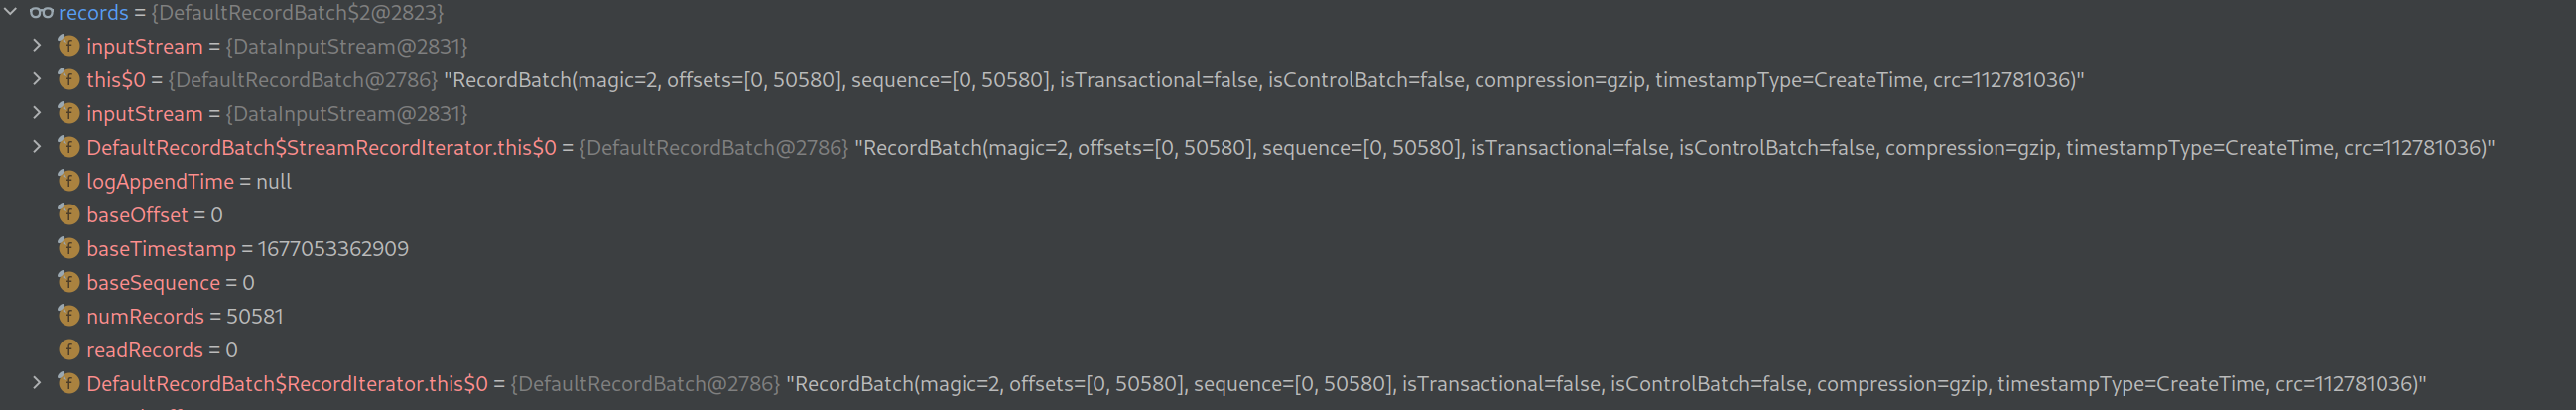 records = {DefaultRecordBatch$2@2823}
inputStream = {DataInputStream@2831}
this$0 = {DefaultRecordBatch@2786} "RecordBatch(magic=2, offsets=[0, 50580], sequence=[0, 50580], isTransactional=false, isControlBatch=false, compression=gzip, timestampType=CreateTime, crc=112781036)"
inputStream = {DataInputStream@2831}
DefaultRecordBatch$StreamRecordIterator.this$0 = {DefaultRecordBatch@2786} "RecordBatch(magic=2, offsets=[0, 50580], sequence=[0, 50580], isTransactional=false, isControlBatch=false, compression=gzip, timestampType=CreateTime, crc=112781036)"
logAppendTime = null
baseOffset = 0
baseTimestamp = 1677053362909
baseSequence = 0
numRecords = 50581
readRecords = 0
DefaultRecordBatch$RecordIterator.this$0 = {DefaultRecordBatch@2786} "RecordBatch(magic=2, offsets=[0, 50580], sequence=[0, 50580], isTransactional=false, isControlBatch=false, compression=gzip, timestampType=CreateTime, crc=112781036)"